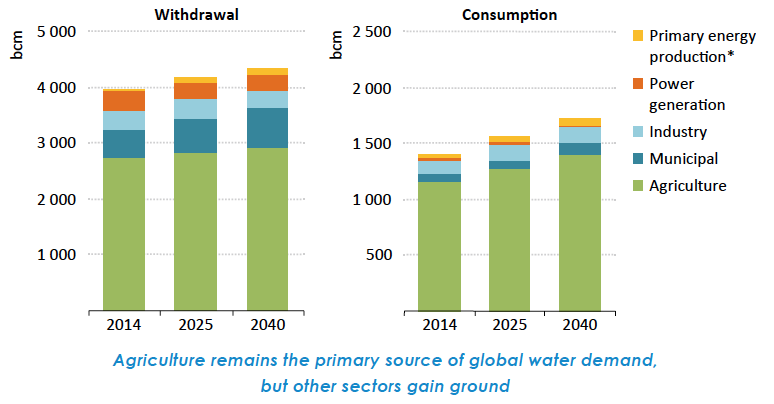 Withdrawal
bcm
5 000
4 000
3 000
2 000
1 000
2014 2025 2040
Consumption
bcm
2 500
2 000
1 500
1 000
500
2014 2025 2040
Primary energy
production*
Power
generation
Industry
Municipal
Agriculture
Agriculture remains the primary source of global water demand,
but other sectors gain ground